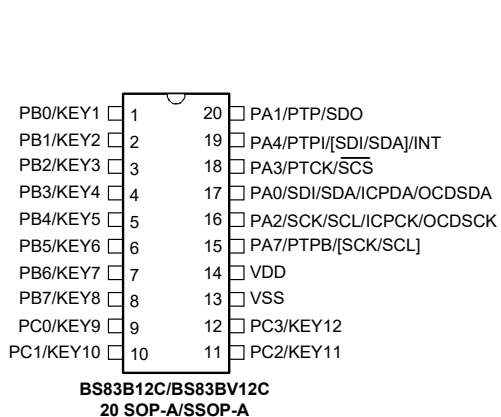 PB0/KEY1 1 20 PA1/PTP/SDO
PB1/KEY2 2 19 PA4/PTPI/[SDI/SDA]/INT
PB2/KEY3 3 18 PA3/PTCK/SCS
PB3/KEY4 4 17 PA0/SDI/SDA/ICPDA/OCDSDA
PB4/KEY5 5 16 PA2/SCK/SCL/ICPCK/OCDSCK
PB5/KEY6 6 15 PA7/PTPB/[SCK/SCL]
PB6/KEY7 7 14 VDD
PB7/KEY8 8 13 VSS
PC0/KEY9 9 12 PC3/KEY12
PC1/KEY10 10 11 PC2/KEY11
BS83B12C/BS83BV12C
20 SOP-A/SSOP-A